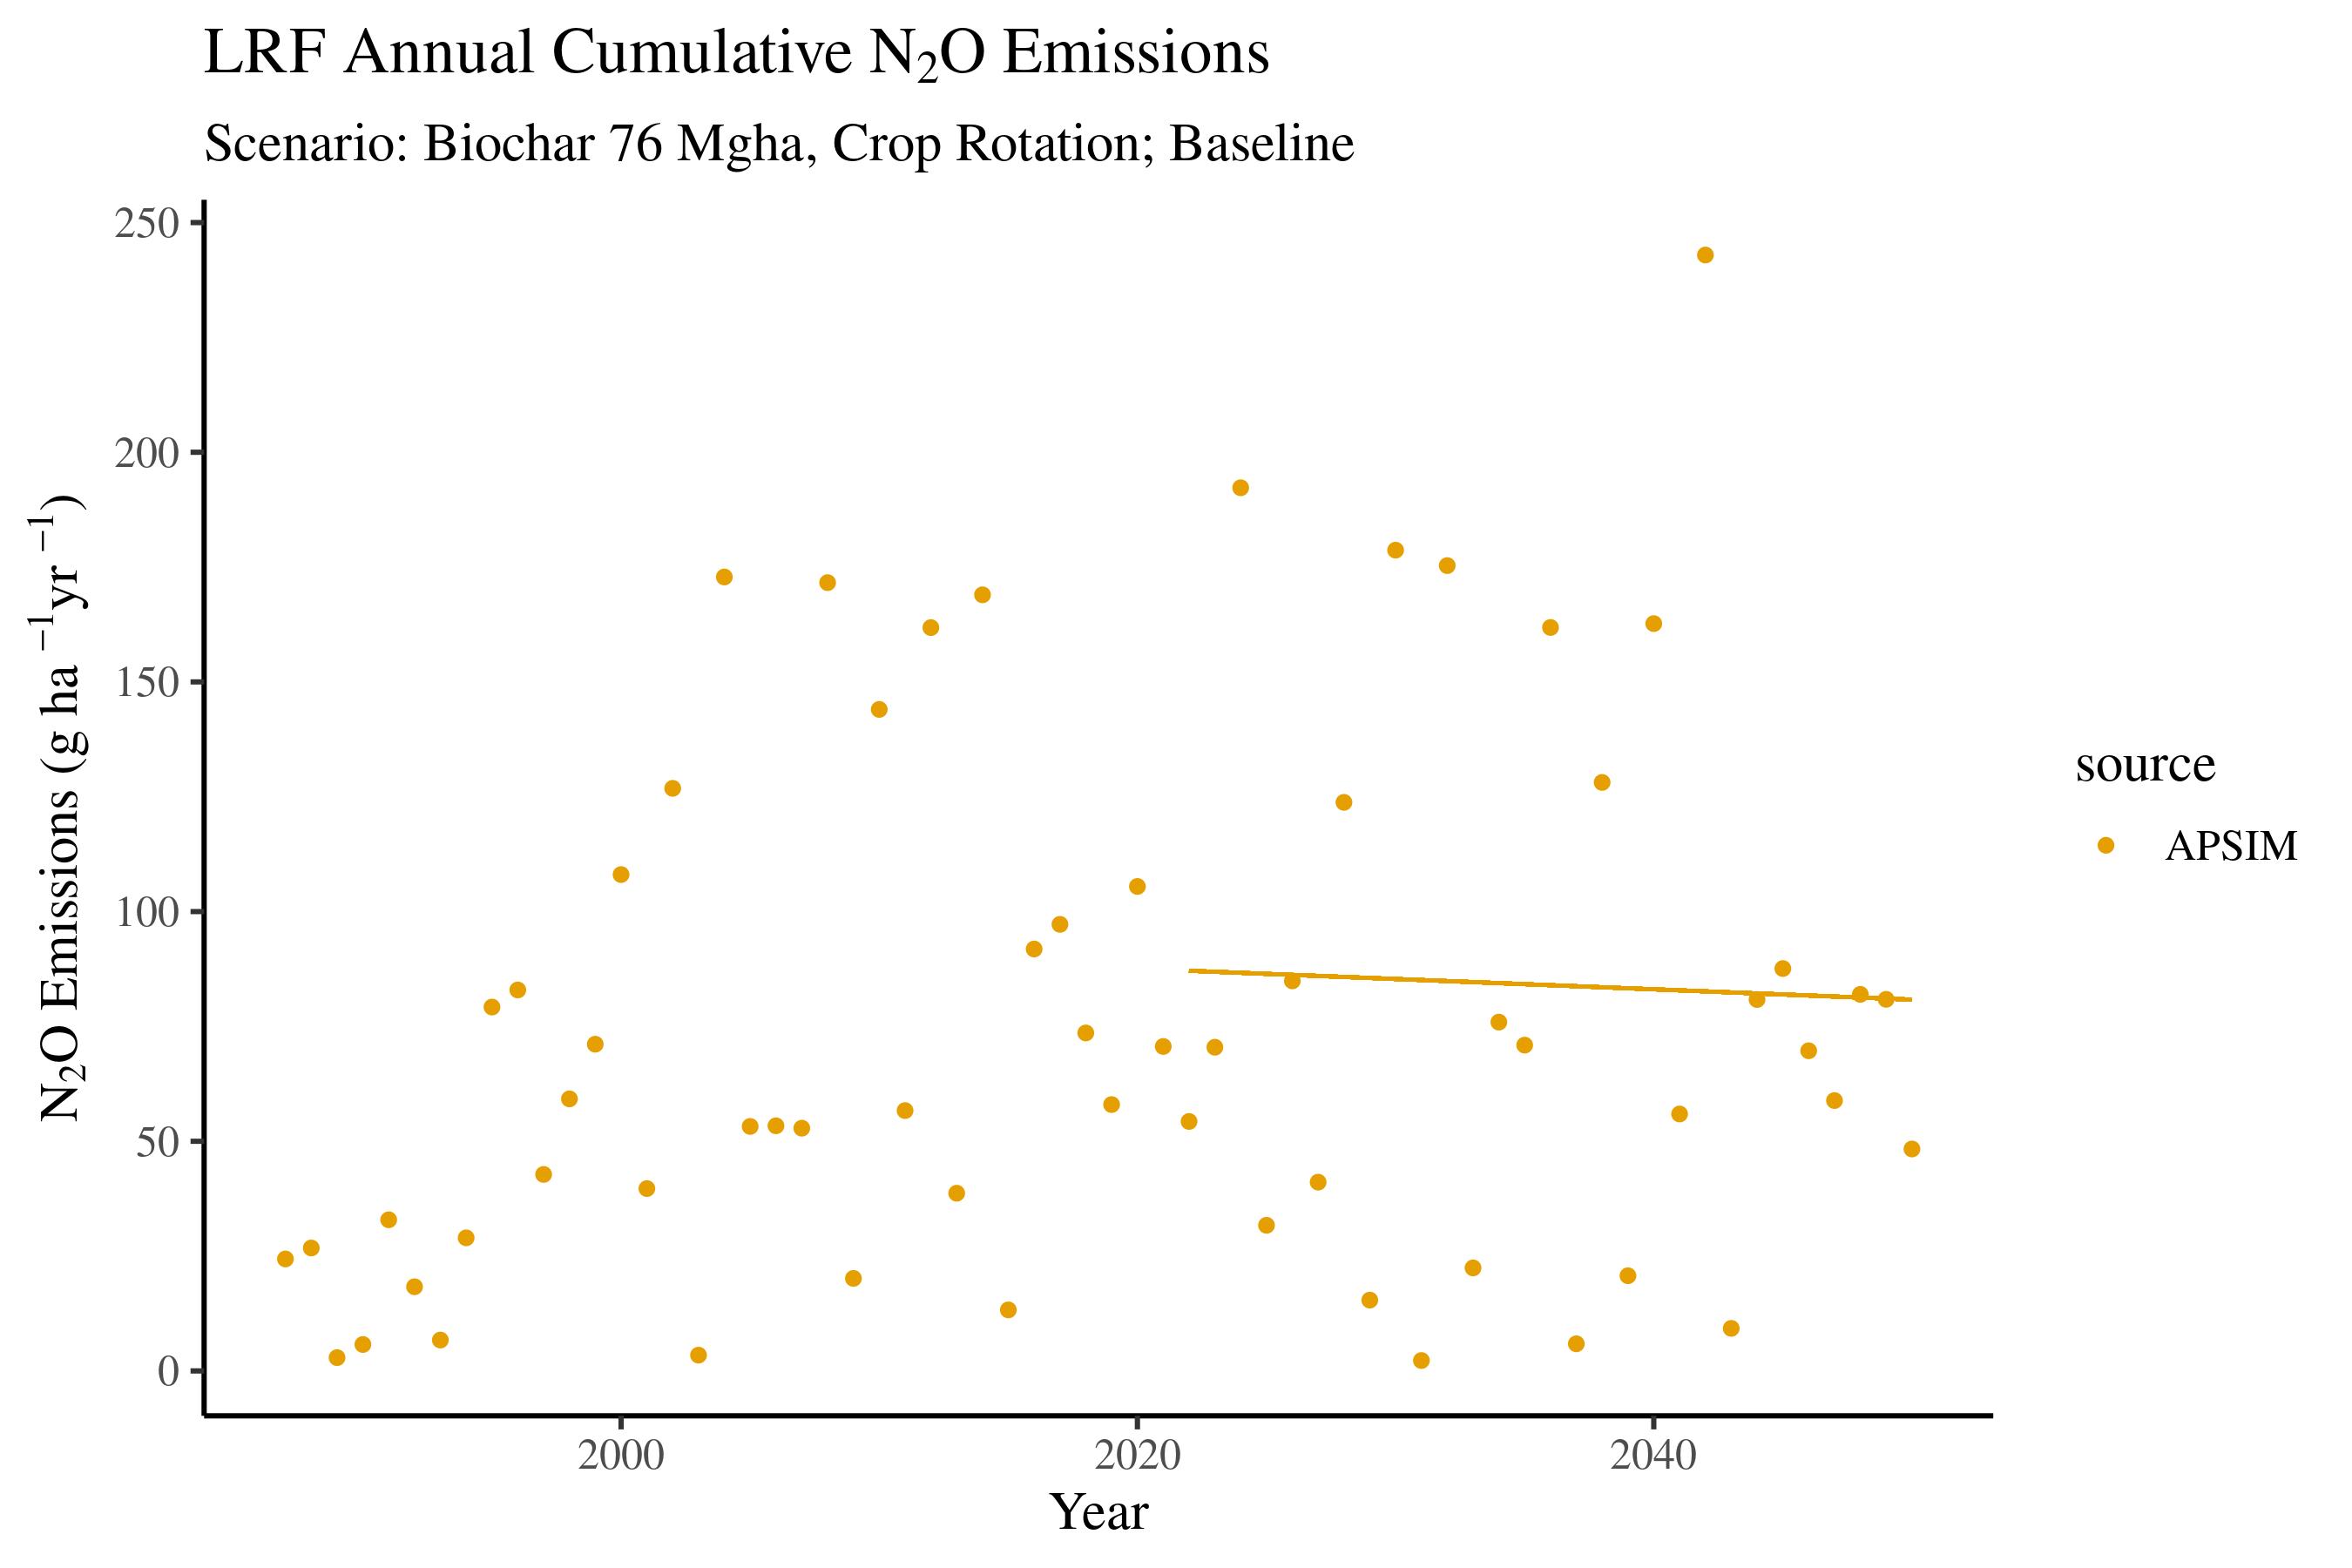 LRF Annual Cumulative N₂O Emissions
Scenario: Biochar 76 Mgha, Crop Rotation; Baseline
N₂O Emissions (g ha⁻¹yr⁻¹)
250
200
150
100
50
0
2000 2020 2040
Year
source
APSIM